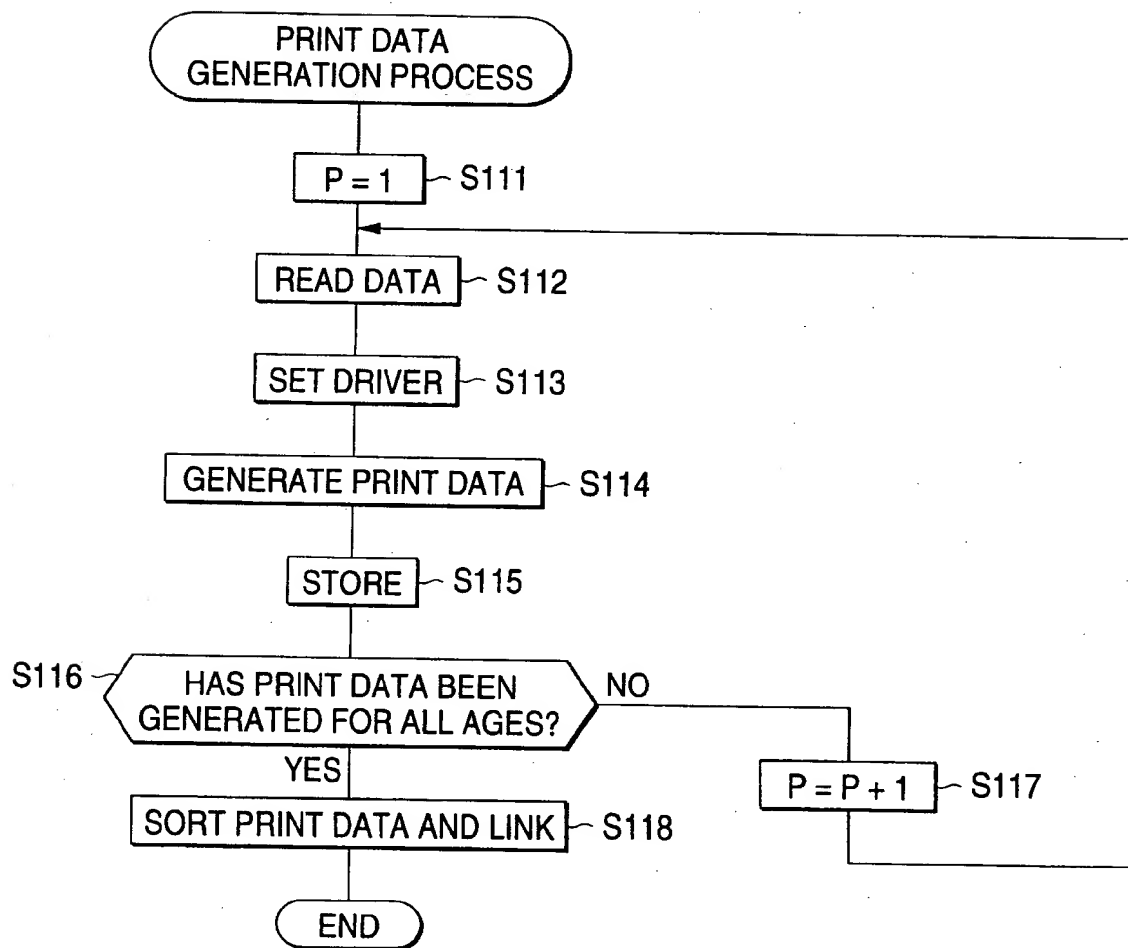 PRINT DATA
GENERATION PROCESS
P = 1
S111
READ DATA
S112
SET DRIVER
S113
GENERATE PRINT DATA
S114
STORE
S115
S116
HAS PRINT DATA BEEN
GENERATED FOR ALL AGES?
NO
YES
P = P + 1
S117
SORT PRINT DATA AND LINK
S118
END